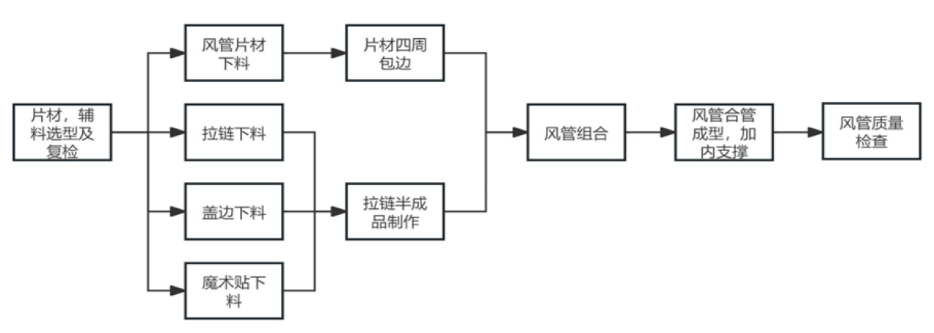 风管片材
下料
片材四周
包边
片材，辅
料选型及
复检
拉链下料
风管组合
风管合管
成型，加
内支撑
风管质量
检查
盖边下料
拉链半成
品制作
魔术贴下
料